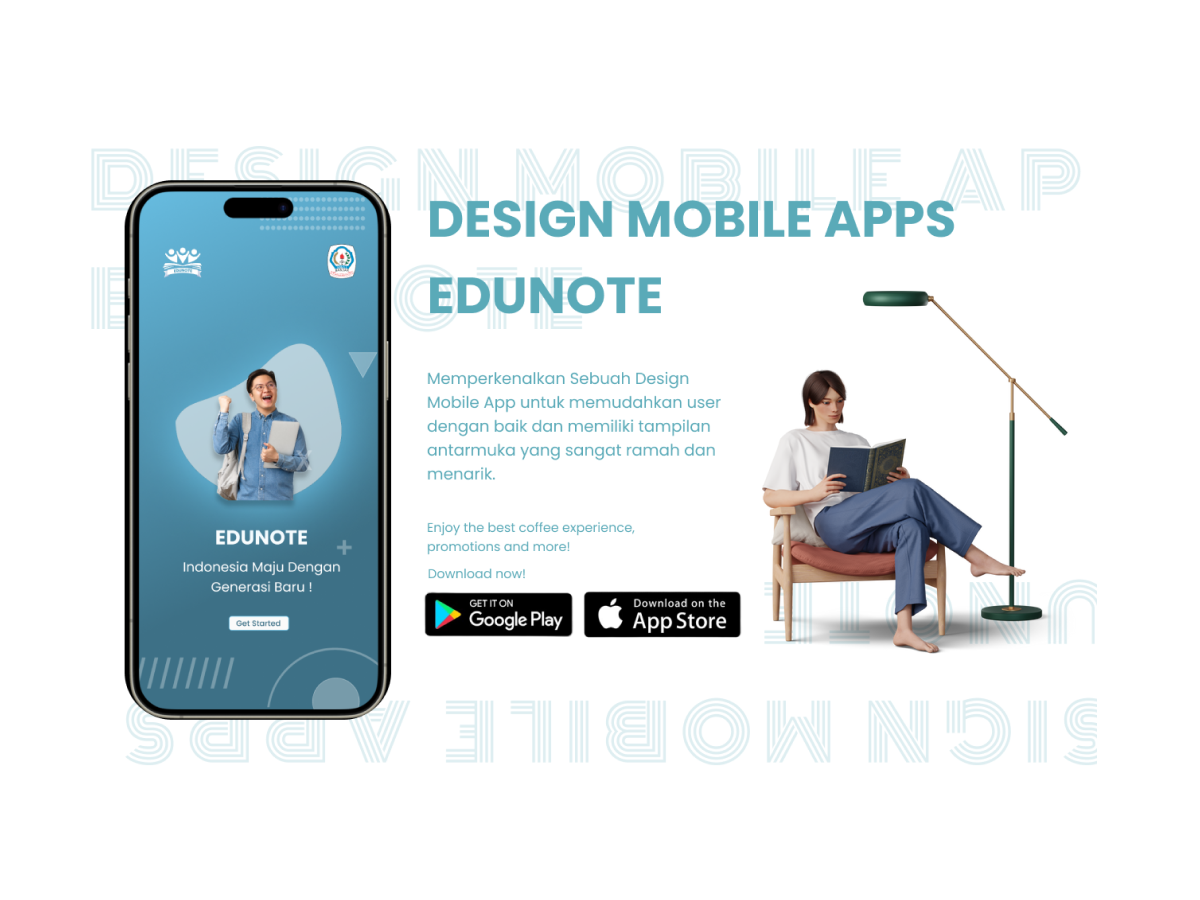 DESIGN MOBILE AP
DESIGN MOBILE APPS
EDUNOTE
EDUNOTE
Memperkenalkan Sebuah Design
Mobile App untuk memudahkan user
dengan baik dan memiliki tampilan
antarmuka yang sangat ramah dan
menarik.
EDUNOTE
Indonesia Maju Dengan
Generasi Baru !
Get Started
Enjoy the best coffee experience,
promotions and more!
Download now!
GET IT ON
Google Play
Download on the
App Store
UNOTE
SIGN MOBILE APPS